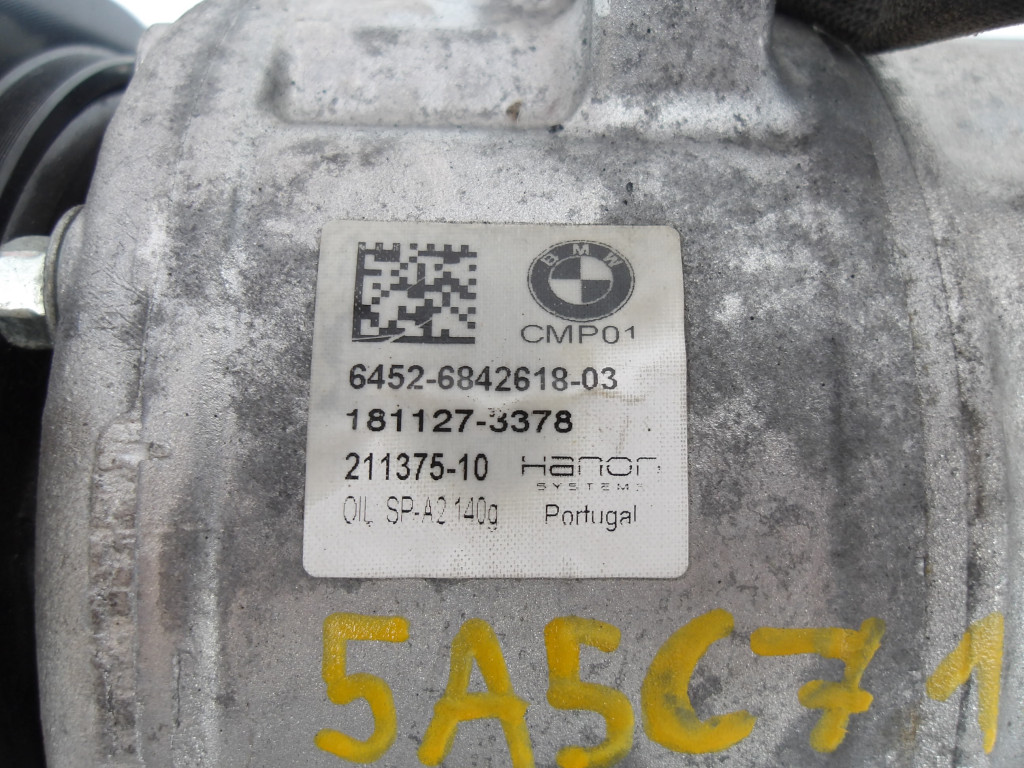 BMW
CMP01
6452-6842618-03
181127-3378
211375-10 Hanon
SYSTEMS
OIL SP-A2 140g Portugal
5A5C71